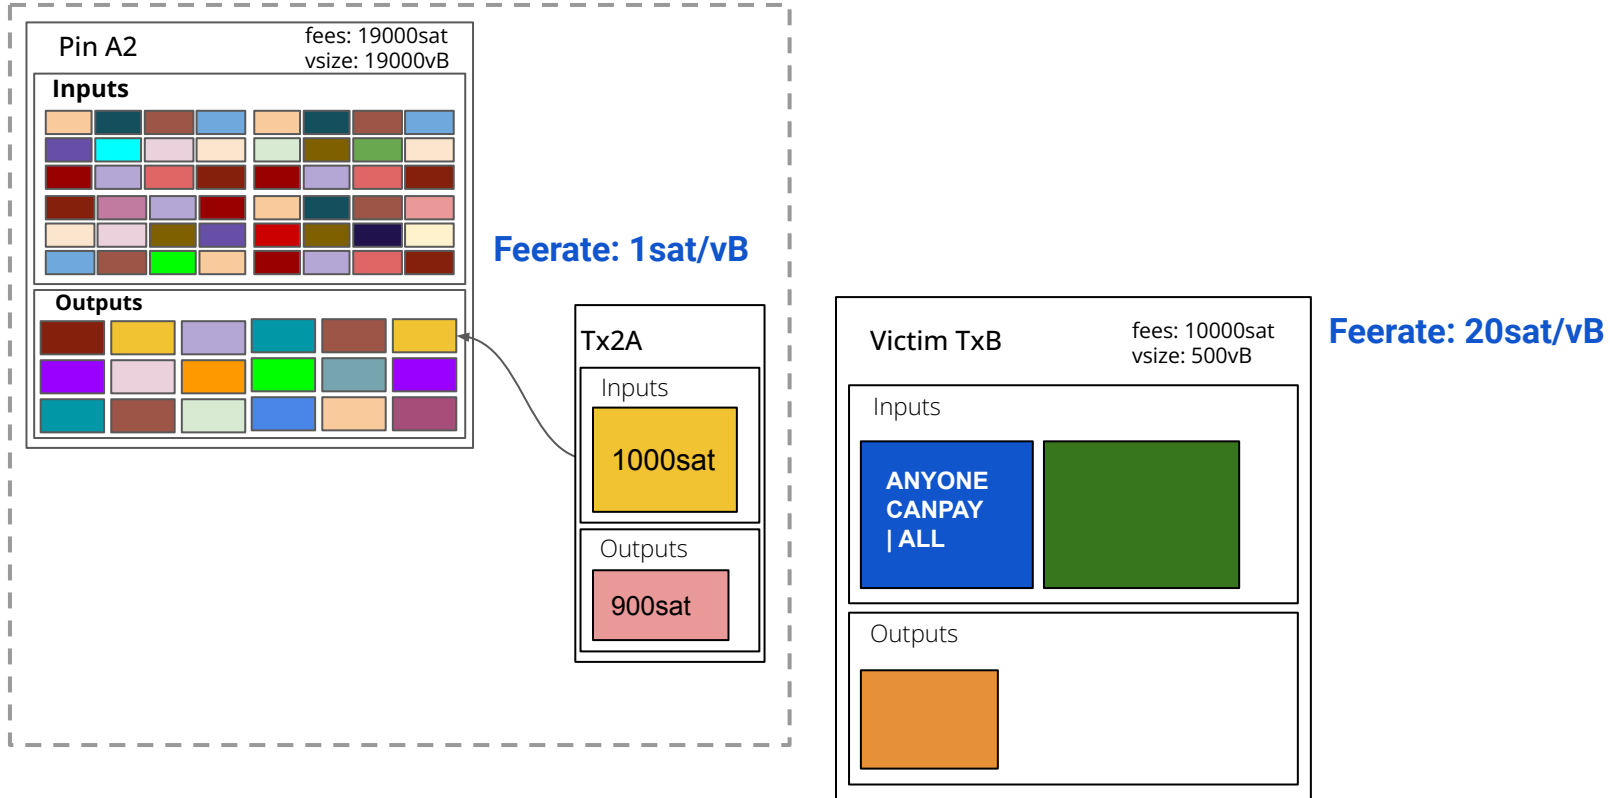 Pin A2
fees: 19000sat
vsize: 19000vB
Inputs
Outputs
Feerate: 1sat/vB
Tx2A
Inputs
1000sat
Outputs
900sat
Victim TxB
fees: 10000sat
vsize: 500vB
Feerate: 20sat/vB
Inputs
ANYONE
CANPAY
| ALL
Outputs